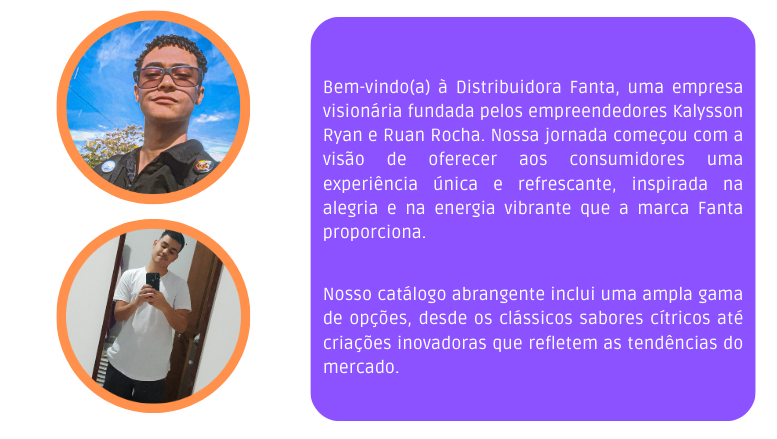 Bem-vindo(a) à Distribuidora Fanta, uma empresa
visionária fundada pelos empreendedores Kalysson
Ryan e Ruan Rocha. Nossa jornada começou com a
visão de oferecer aos consumidores uma
experiência única e refrescante, inspirada na
alegria e na energia vibrante que a marca Fanta
proporciona.
Nosso catálogo abrangente inclui uma ampla gama
de opções, desde os clássicos sabores cítricos até
criações inovadoras que refletem as tendências do
mercado.